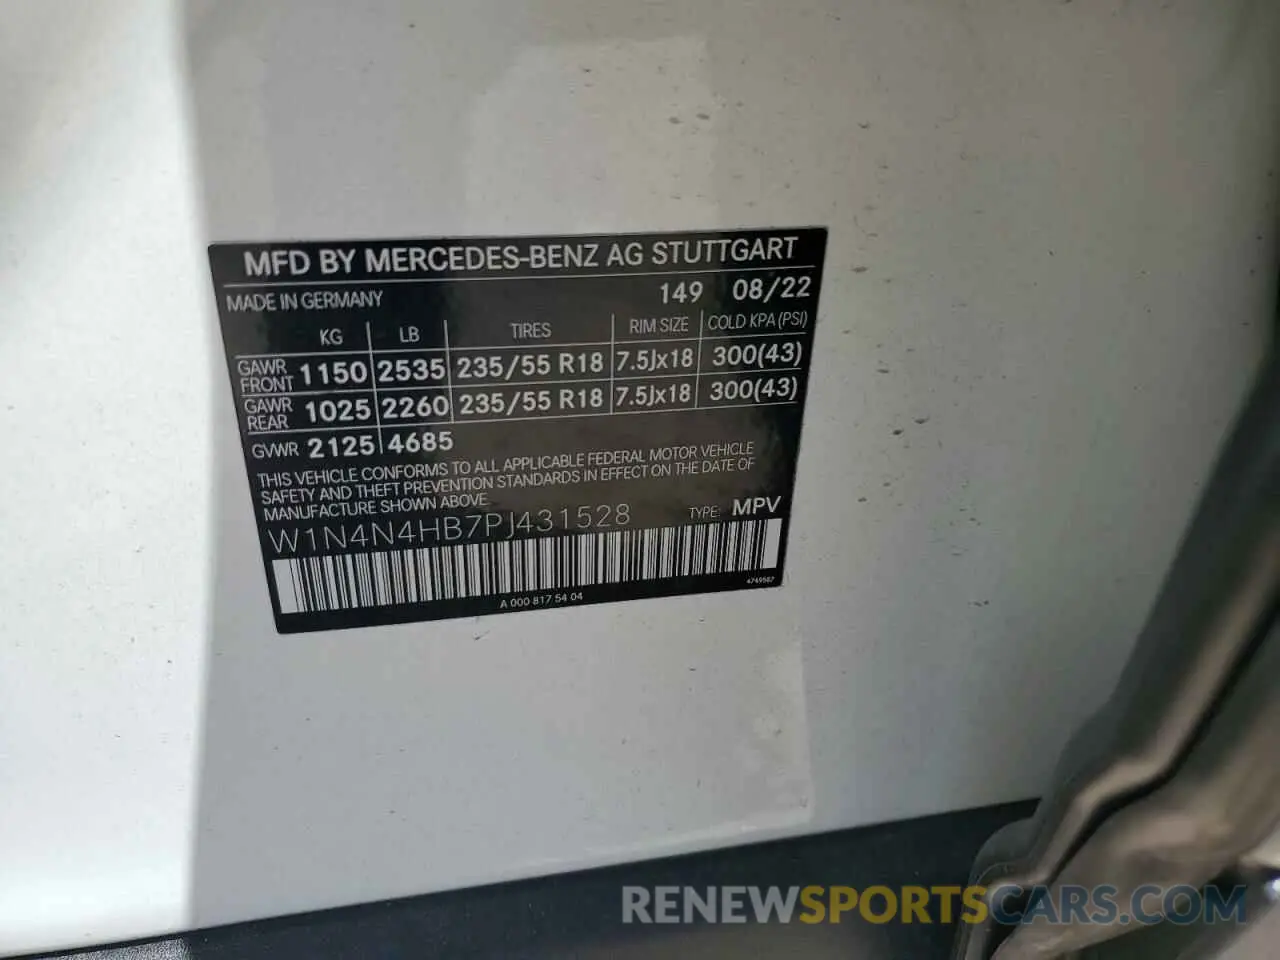 MFD BY MERCEDES-BENZ AG STUTTGART
MADE IN GERMANY 149 08/22
KG LB TIRES RIM SIZE COLD KPA (PSI)
GAWR FRONT 1150 2535 235/55 R18 7.5Jx18 300(43)
GAWR REAR 1025 2260 235/55 R18 7.5Jx18 300(43)
GVWR 2125 4685
THIS VEHICLE CONFORMS TO ALL APPLICABLE FEDERAL MOTOR VEHICLE
SAFETY AND THEFT PREVENTION STANDARDS IN EFFECT ON THE DATE OF
MANUFACTURE SHOWN ABOVE
W1N4N4HB7PJ431528 TYPE: MPV
4749567
A 000 817 54 04
RENEWSPORTSCARS.COM